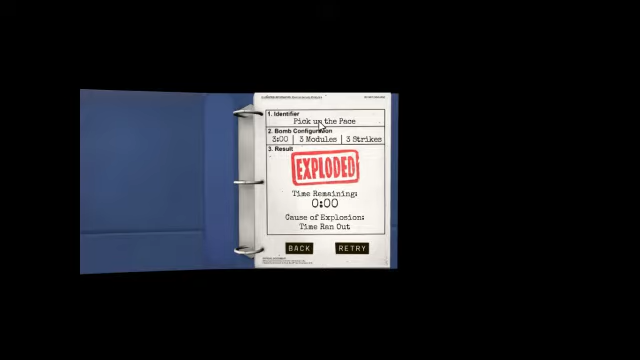 1. Identifier
Pick up the Pace
2. Bomb Configuration
3:00 | 3 Modules | 3 Strikes
3. Result
EXPLODED
Time Remaining:
0:00
Cause of Explosion:
Time Ran Out
BACK RETRY